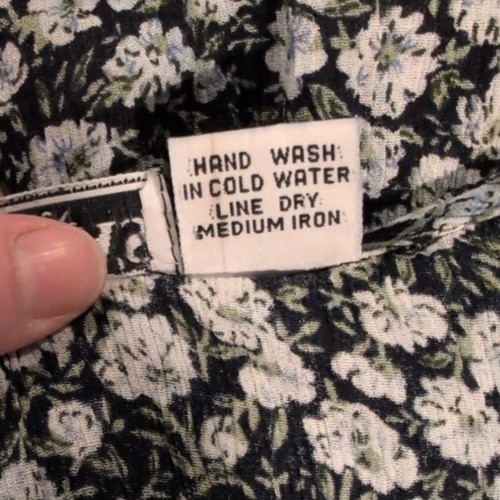 HAND WASH
IN COLD WATER
LINE DRY
MEDIUM IRON